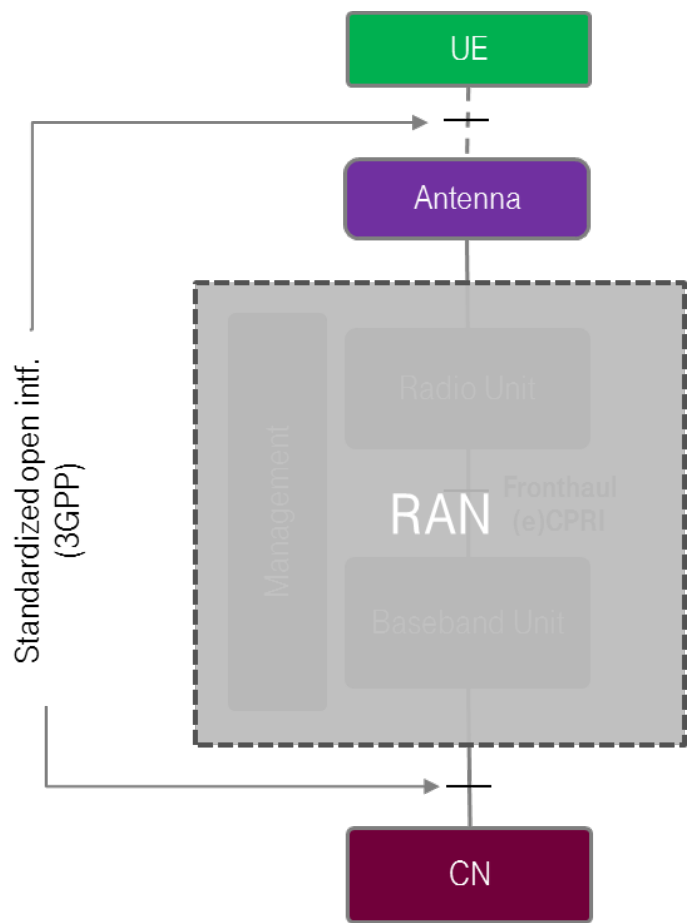 UE
Antenna
Radio Unit
Management
Fronthaul
(e)CPRI
RAN
Baseband Unit
Standardized open intf.
(3GPP)
CN